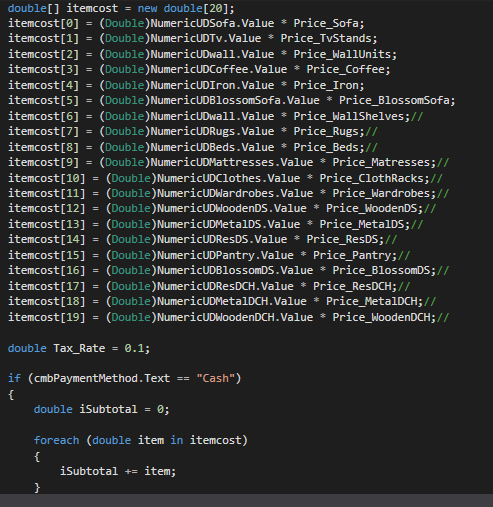 double[] itemcost = new double[20];
itemcost[0] = (Double)NumericUDSofa.Value * Price_Sofa;
itemcost[1] = (Double)NumericUDTv.Value * Price_TvStands;
itemcost[2] = (Double)NumericUDwall.Value * Price_WallUnits;
itemcost[3] = (Double)NumericUDCoffee.Value * Price_Coffee;
itemcost[4] = (Double)NumericUDIron.Value * Price_Iron;
itemcost[5] = (Double)NumericUDBlossomSofa.Value * Price_BlossomSofa;
itemcost[6] = (Double)NumericUDwall.Value * Price_WallShelves;//
itemcost[7] = (Double)NumericUDRugs.Value * Price_Rugs;//
itemcost[8] = (Double)NumericUDBeds.Value * Price_Beds;//
itemcost[9] = (Double)NumericUDMattresses.Value * Price_Matresses;//
itemcost[10] = (Double)NumericUDClothes.Value * Price_ClothRacks;//
itemcost[11] = (Double)NumericUDWardrobes.Value * Price_Wardrobes;//
itemcost[12] = (Double)NumericUDWoodenDS.Value * Price_WoodenDS;//
itemcost[13] = (Double)NumericUDMetalDS.Value * Price_MetalDS;//
itemcost[14] = (Double)NumericUDResDS.Value * Price_ResDS;//
itemcost[15] = (Double)NumericUDPantry.Value * Price_Pantry;//
itemcost[16] = (Double)NumericUDBlossomDS.Value * Price_BlossomDS;//
itemcost[17] = (Double)NumericUDResDCH.Value * Price_ResDCH;//
itemcost[18] = (Double)NumericUDMetalDCH.Value * Price_MetalDCH;//
itemcost[19] = (Double)NumericUDWoodenDCH.Value * Price_WoodenDCH;//
double Tax_Rate = 0.1;
if (cmbPaymentMethod.Text == "Cash")
{
double iSubtotal = 0;
foreach (double item in itemcost)
{
iSubtotal += item;
}